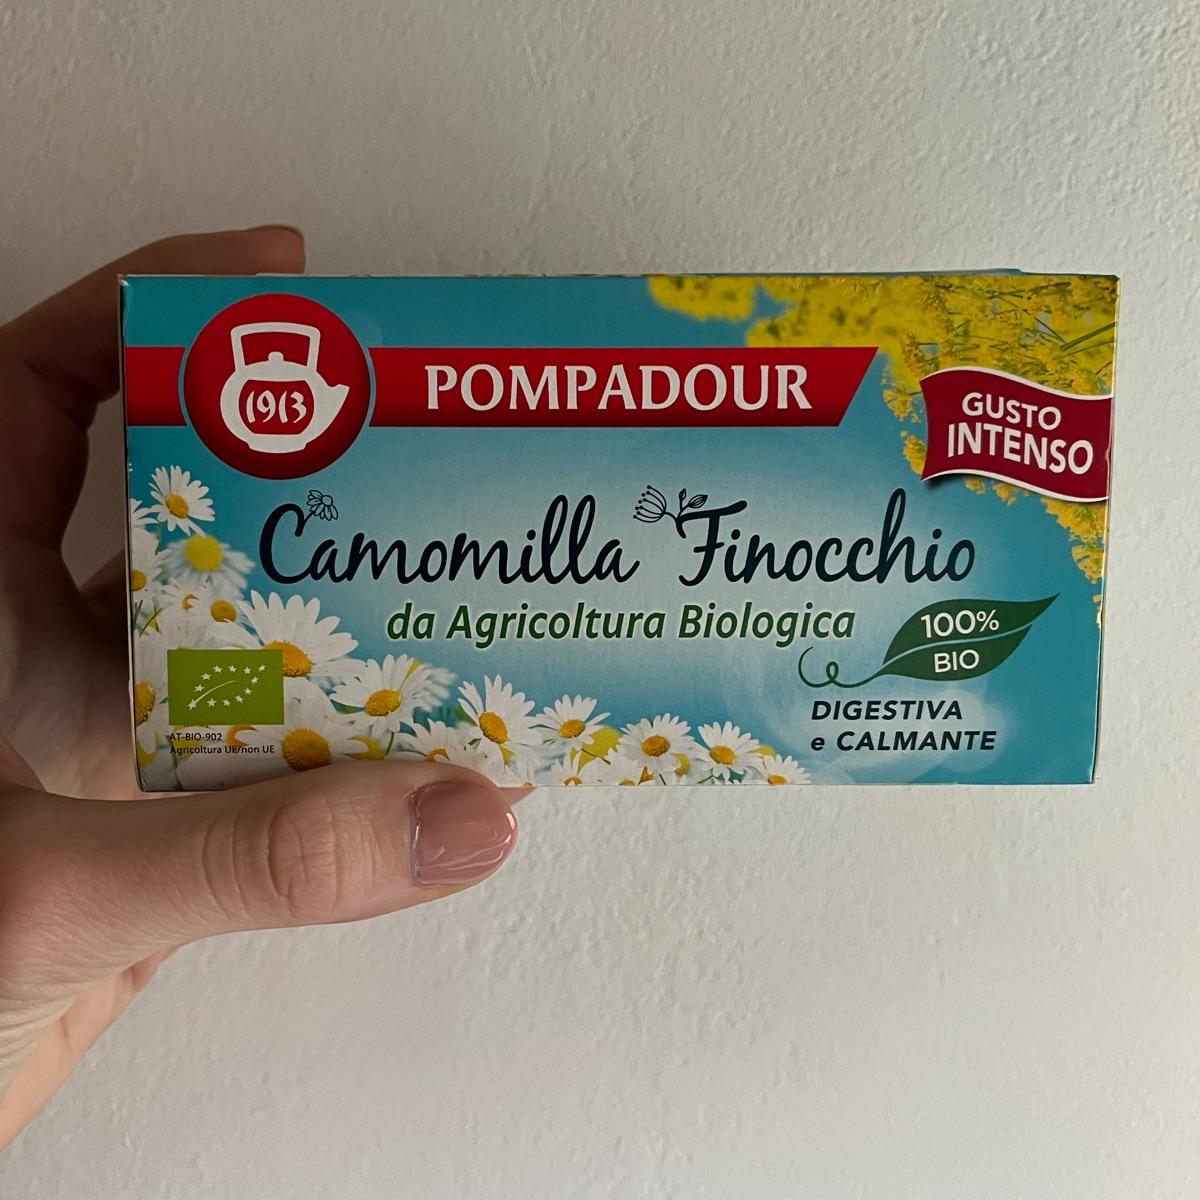 1913
POMPADOUR
GUSTO
INTENSO
Camomilla Finocchio
da Agricoltura Biologica
100%
BIO
DIGESTIVA
e CALMANTE
AT-BIO-902
Agricoltura UE/non UE